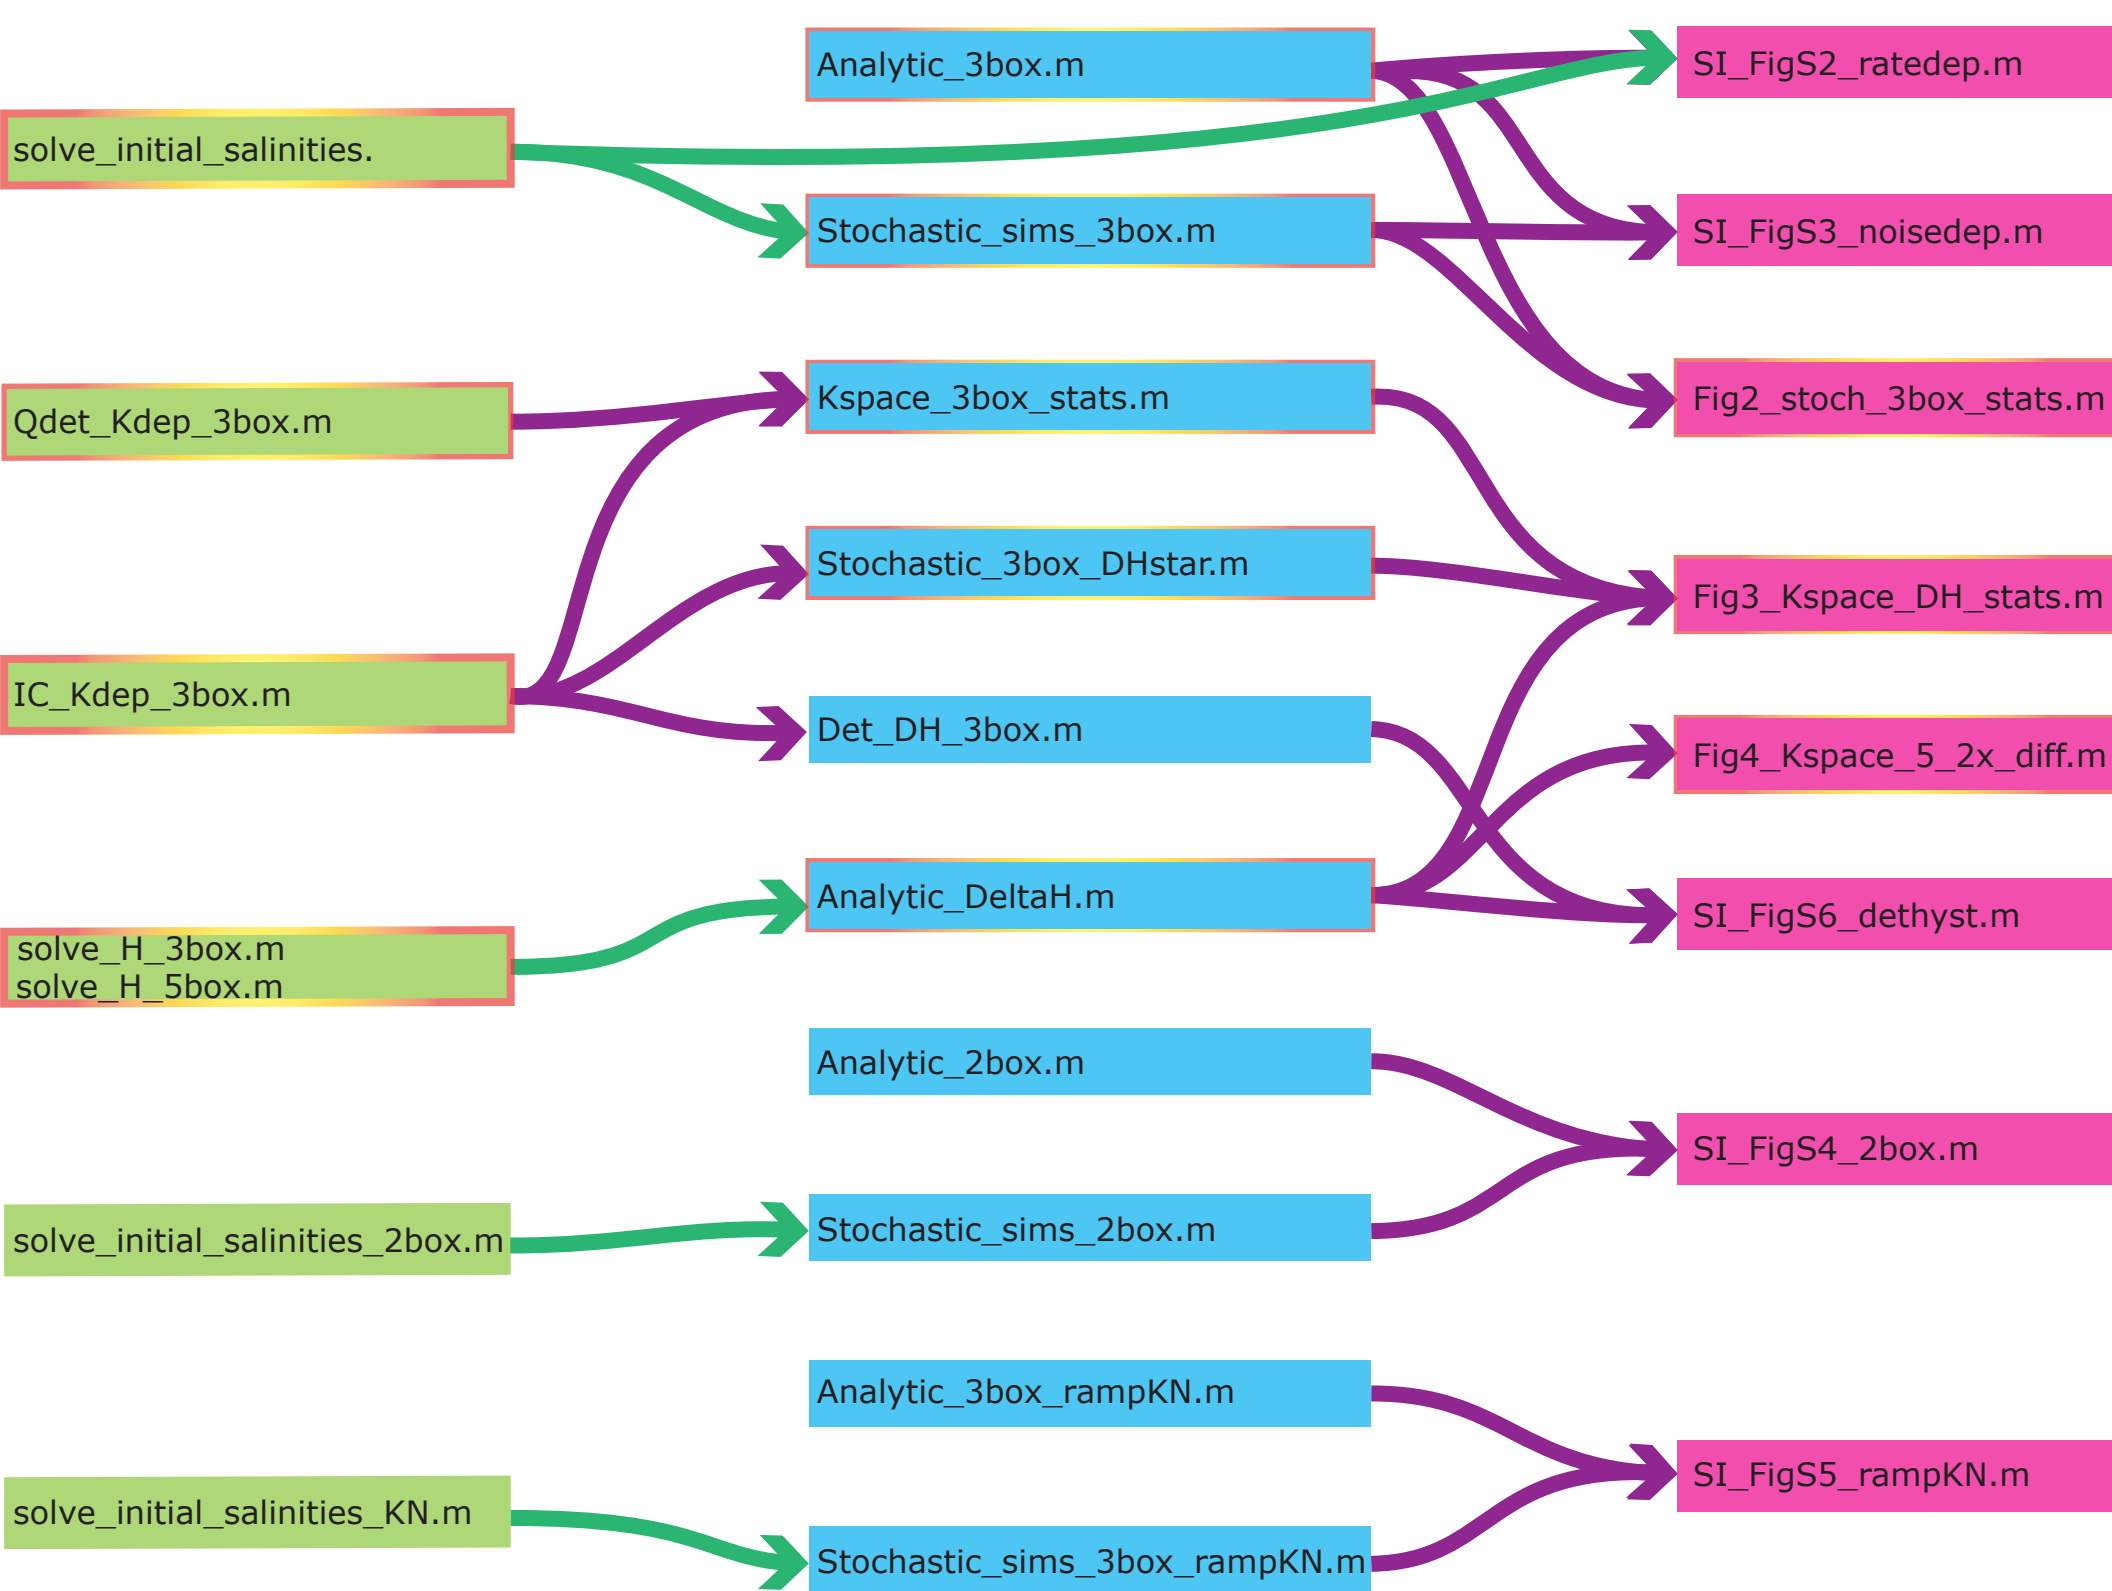 solve_initial_salinities.
Qdet_Kdep_3box.m
IC_Kdep_3box.m
solve_H_3box.m
solve_H_5box.m
solve_initial_salinities_2box.m
solve_initial_salinities_KN.m
Analytic_3box.m
Stochastic_sims_3box.m
Kspace_3box_stats.m
Stochastic_3box_DHstar.m
Det_DH_3box.m
Analytic_DeltaH.m
Analytic_2box.m
Stochastic_sims_2box.m
Analytic_3box_rampKN.m
Stochastic_sims_3box_rampKN.m
SI_FigS2_ratedep.m
SI_FigS3_noisedep.m
Fig2_stoch_3box_stats.m
Fig3_Kspace_DH_stats.m
Fig4_Kspace_5_2x_diff.m
SI_FigS6_dethyst.m
SI_FigS4_2box.m
SI_FigS5_rampKN.m